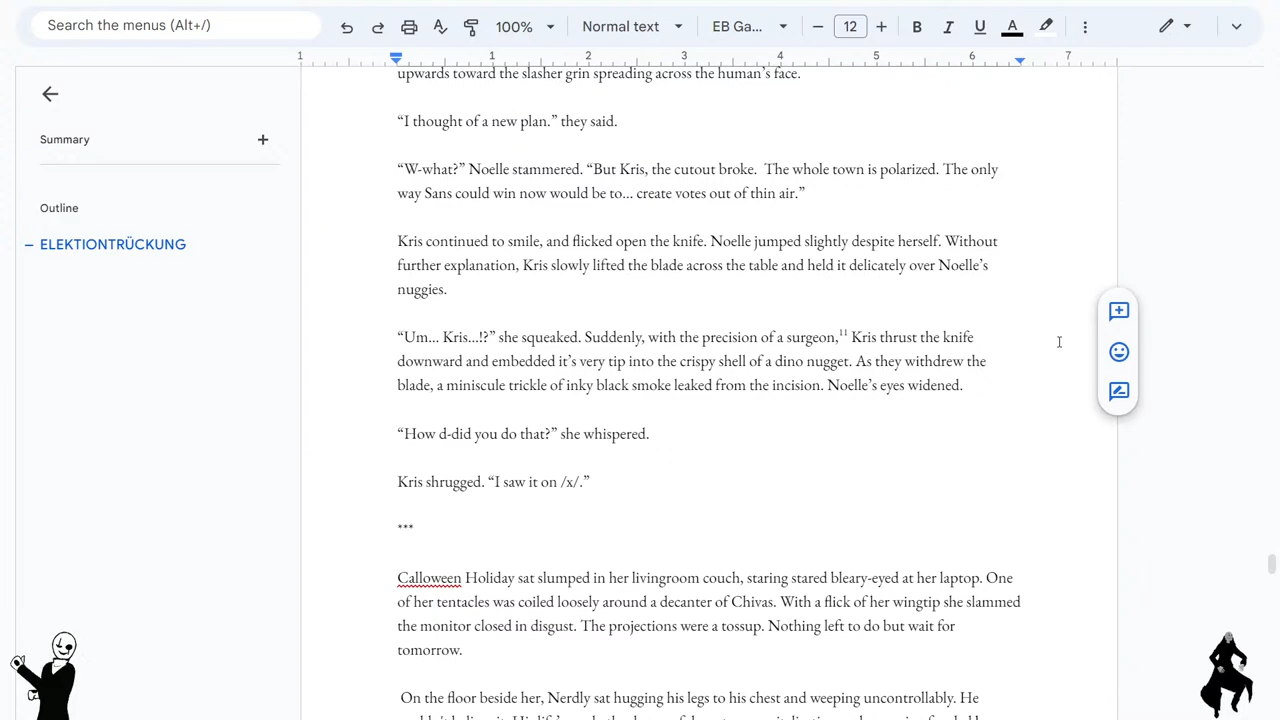 Search the menus (Alt+/)
100%
Normal text
EB Ga...
12
B I U A
1 1 2 3 4 5 6 7
Summary
Outline
ELEKTIONTRÜCKUNG
upwards toward the slasher grin spreading across the human's face.
“I thought of a new plan.” they said.
“W-what?” Noelle stammered. “But Kris, the cutout broke.  The whole town is polarized. The only
way Sans could win now would be to... create votes out of thin air.”
Kris continued to smile, and flicked open the knife. Noelle jumped slightly despite herself. Without
further explanation, Kris slowly lifted the blade across the table and held it delicately over Noelle’s
nuggies.
“Um... Kris...!?” she squeaked. Suddenly, with the precision of a surgeon,¹¹ Kris thrust the knife
downward and embedded it’s very tip into the crispy shell of a dino nugget. As they withdrew the
blade, a miniscule trickle of inky black smoke leaked from the incision. Noelle’s eyes widened.
“How d-did you do that?” she whispered.
Kris shrugged. “I saw it on /x/.”
***
Calloween Holiday sat slumped in her livingroom couch, staring stared bleary-eyed at her laptop. One
of her tentacles was coiled loosely around a decanter of Chivas. With a flick of her wingtip she slammed
the monitor closed in disgust. The projections were a tossup. Nothing left to do but wait for
tomorrow.
On the floor beside her, Nerdly sat hugging his legs to his chest and weeping uncontrollably. He